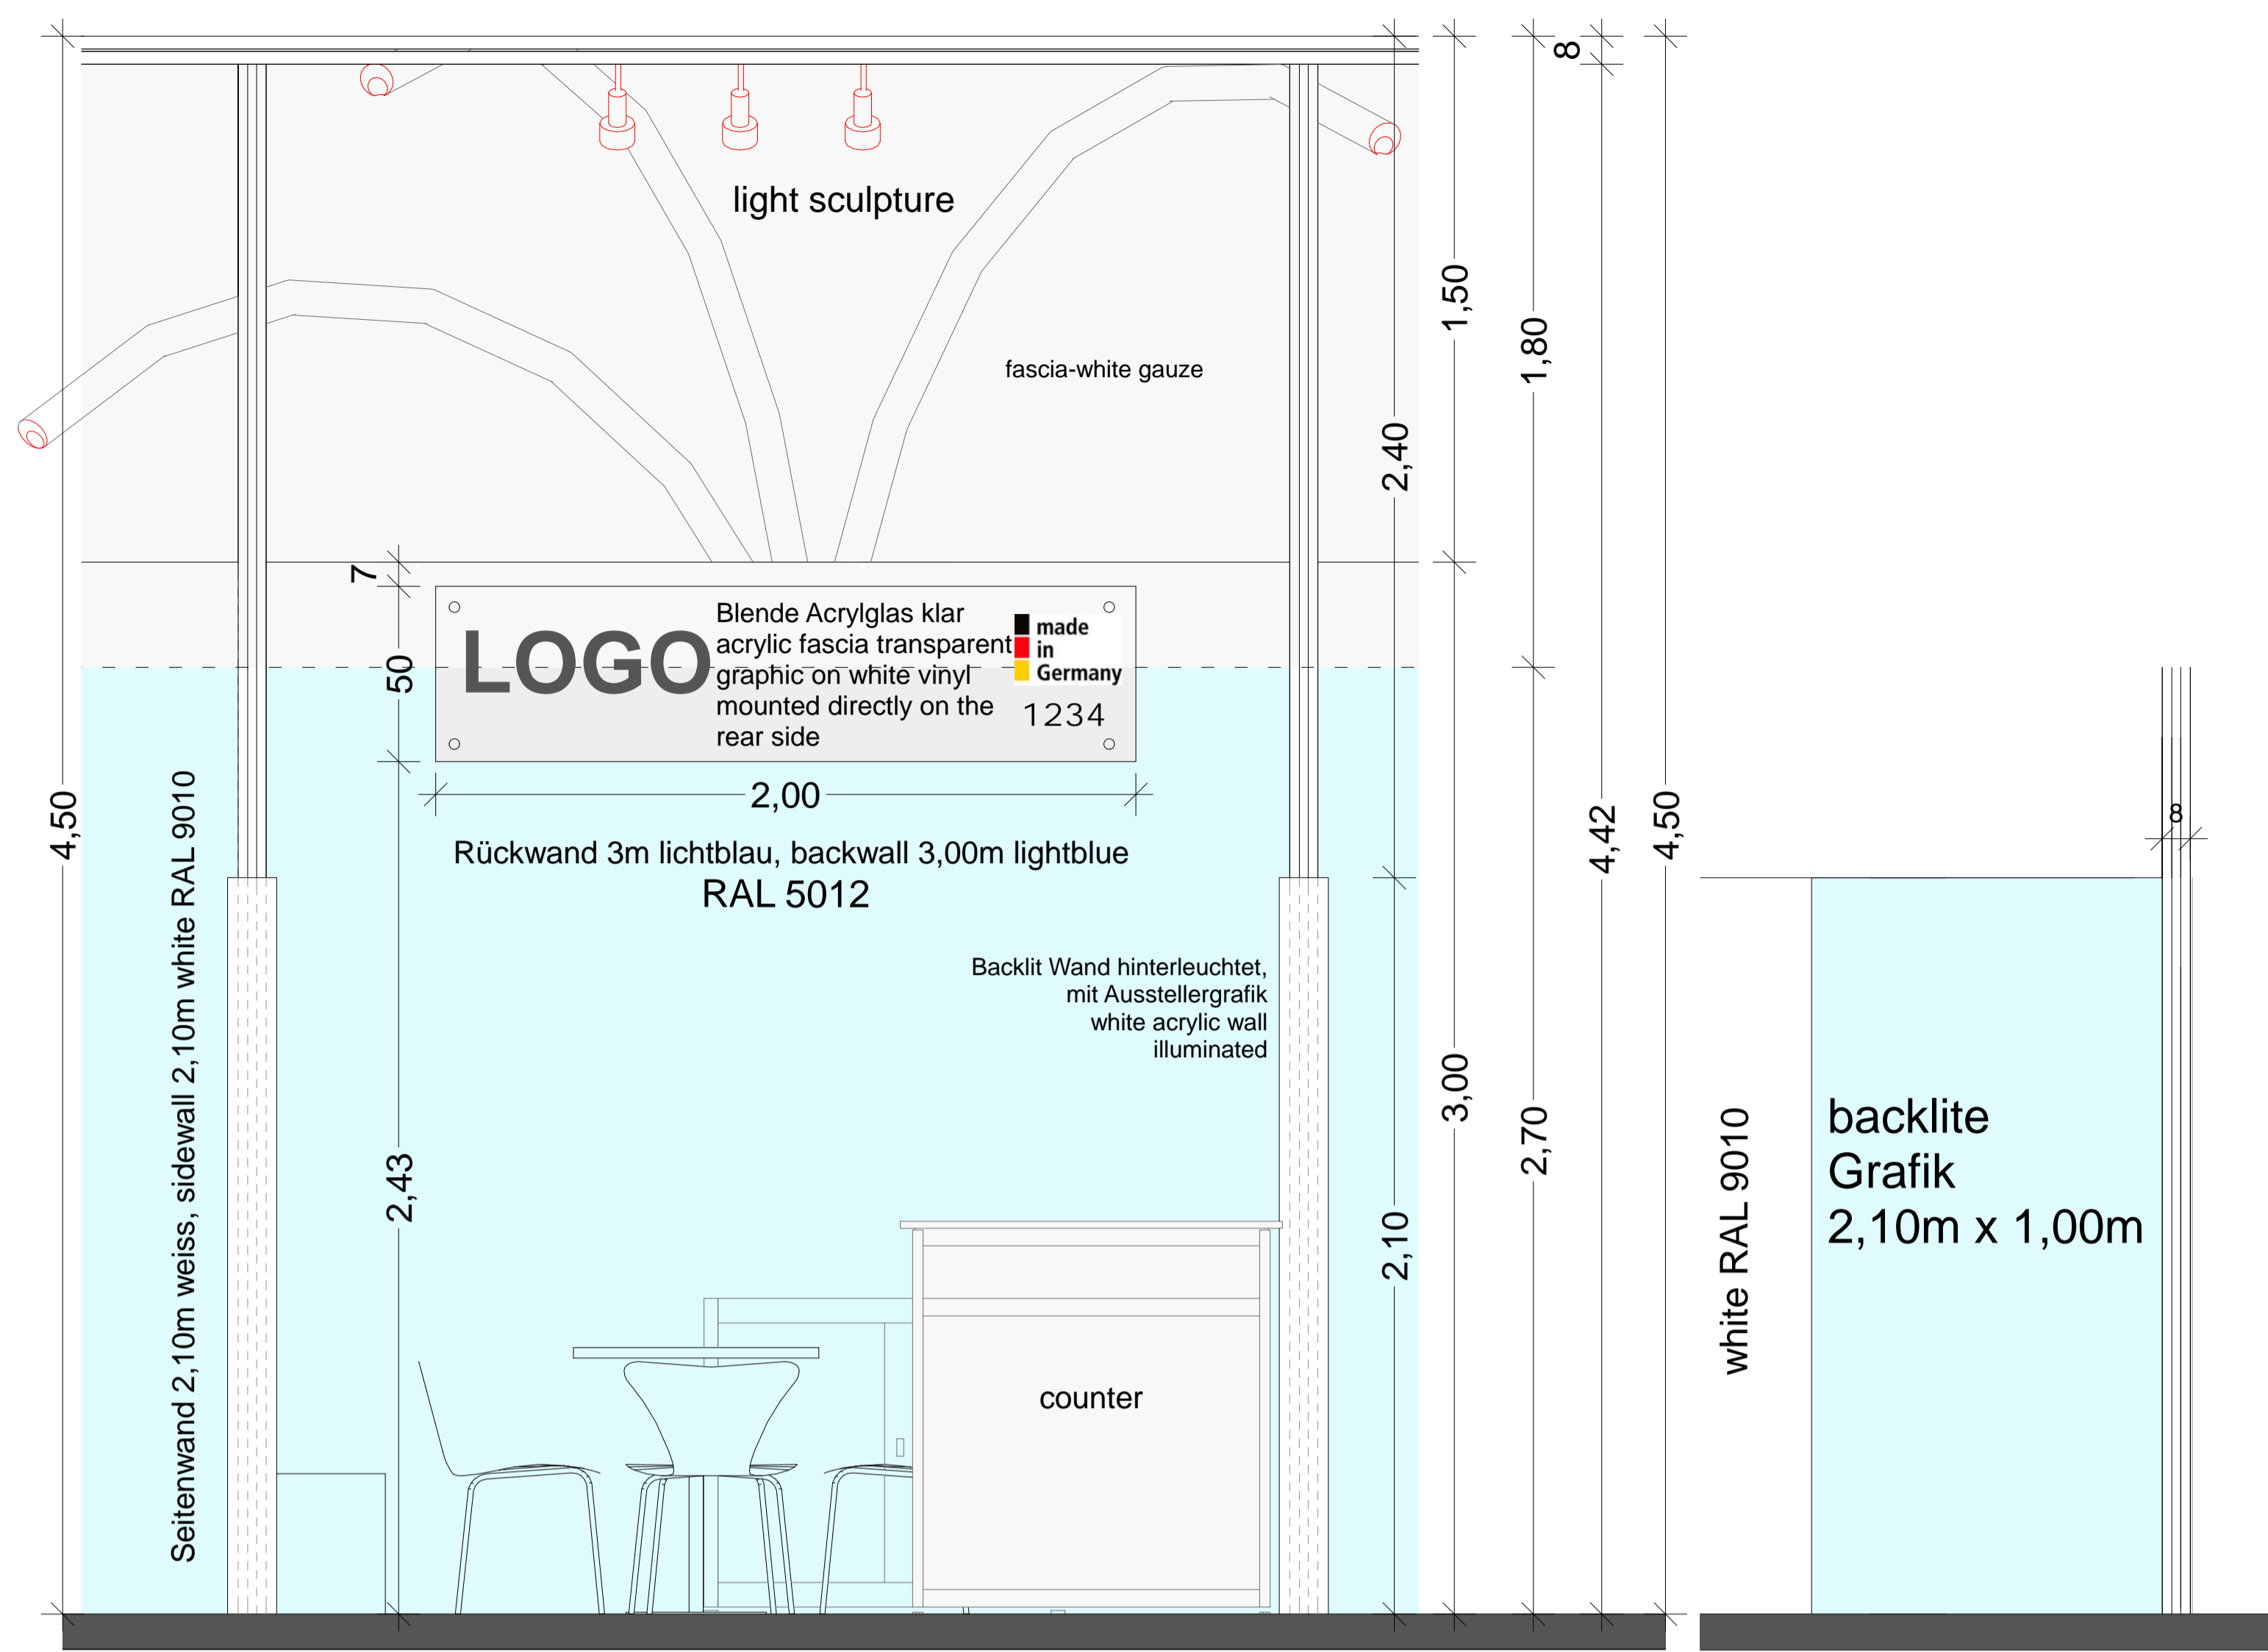 8
light sculpture
1,50
1,80
fascia-white gauze
2,40
7
50
LOGO
Blende Acrylglas klar
acrylic fascia transparent
graphic on white vinyl
mounted directly on the
rear side
made
in
Germany
1234
2,00
4,50
4,42
4,50
8
Rückwand 3m lichtblau, backwall 3,00m lightblue
RAL 5012
Seitenwand 2,10m weiss, sidewall 2,10m white RAL 9010
Backlit Wand hinterleuchtet,
mit Ausstellergrafik
white acrylic wall
illuminated
2,43
3,00
2,70
2,10
white RAL 9010
backlite
Grafik
2,10m x 1,00m
counter